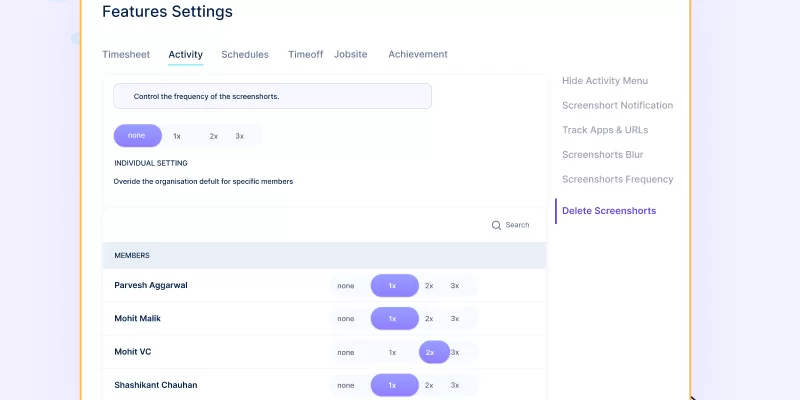 Features Settings
Timesheet Activity Schedules Timeoff Jobsite Achievement
Control the frequency of the screenshorts.
none 1x 2x 3x
INDIVIDUAL SETTING
Overide the organisation defult for specific members
Search
MEMBERS
Parvesh Aggarwal none 1x 2x 3x
Mohit Malik none 1x 2x 3x
Mohit VC none 1x 2x 3x
Shashikant Chauhan none 1x 2x 3x
Hide Activity Menu
Screenshort Notification
Track Apps & URLs
Screenshorts Blur
Screenshorts Frequency
Delete Screenshorts